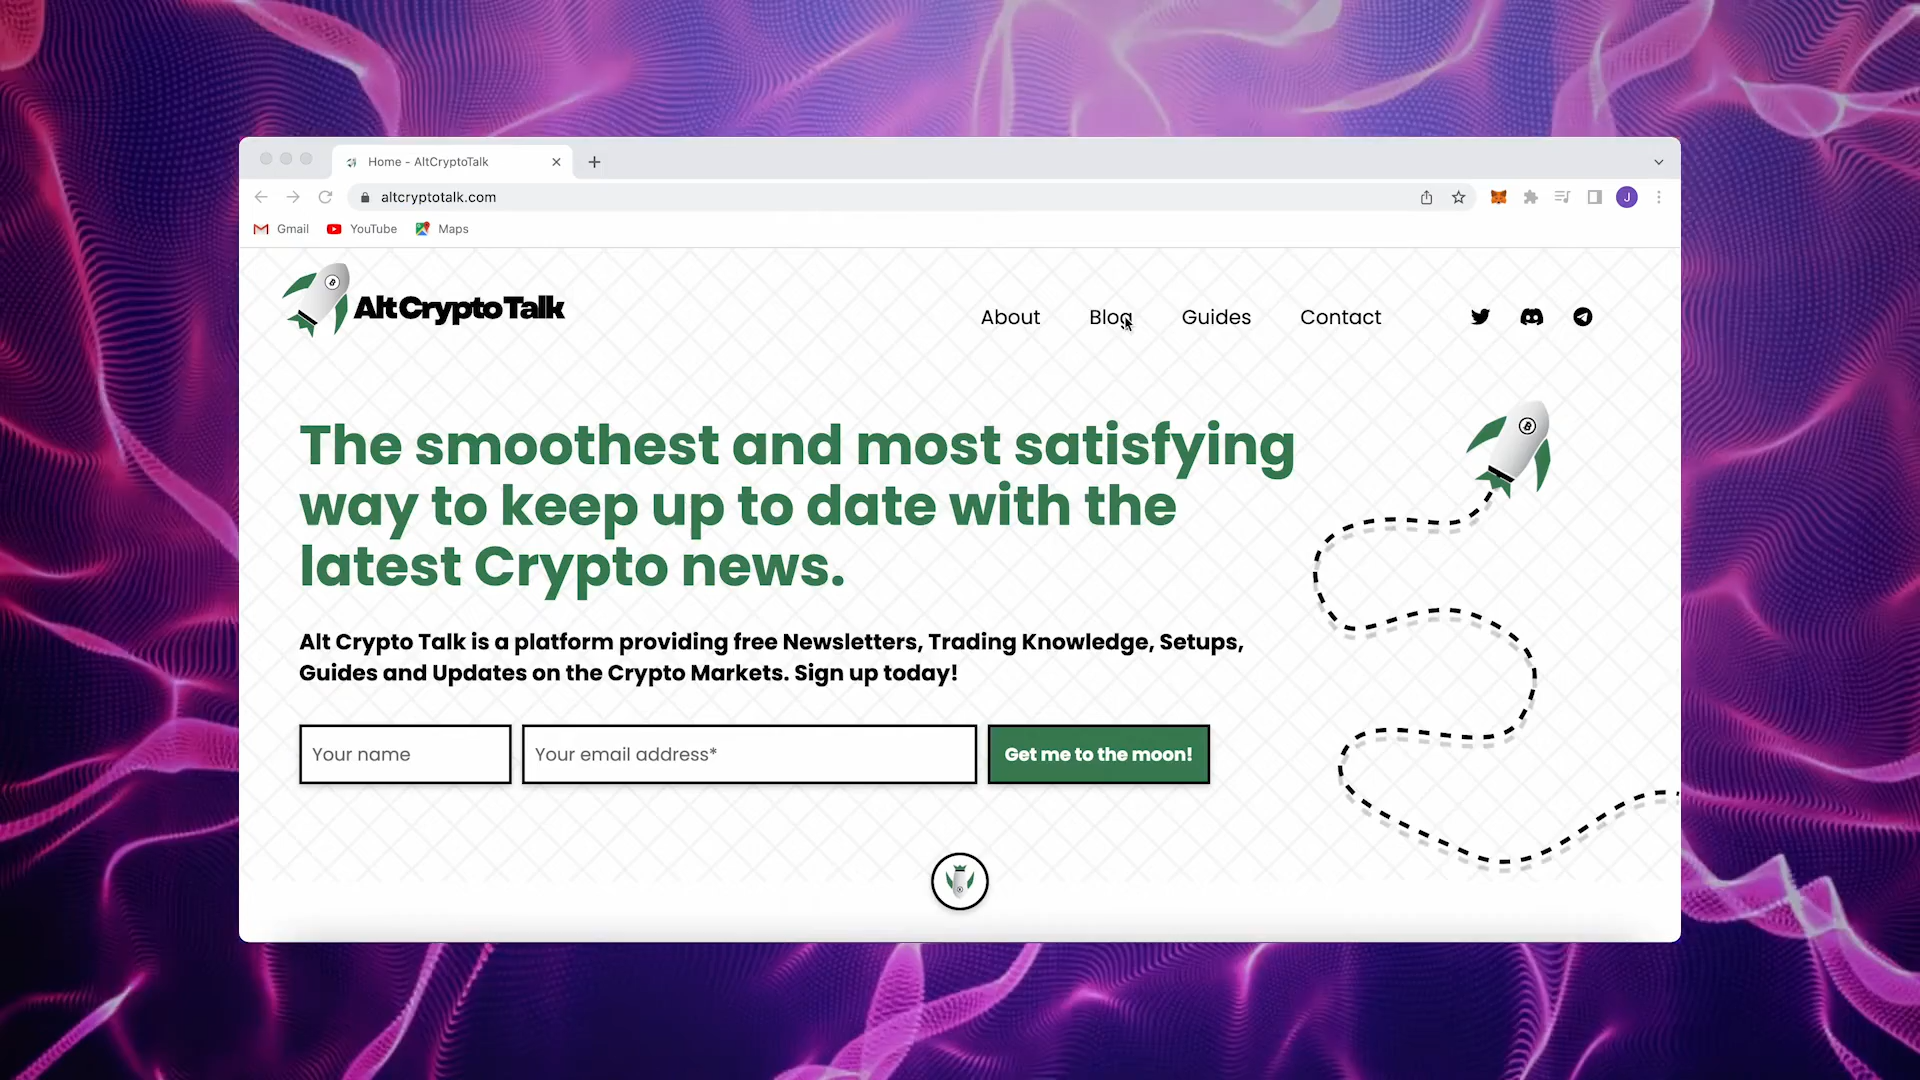 Home - AltCryptoTalk
altcryptotalk.com
J
Gmail
YouTube
Maps
Alt Crypto Talk
About
Blog
Guides
Contact
The smoothest and most satisfying
way to keep up to date with the
latest Crypto news.
Alt Crypto Talk is a platform providing free Newsletters, Trading Knowledge, Setups,
Guides and Updates on the Crypto Markets. Sign up today!
Your name
Your email address*
Get me to the moon!